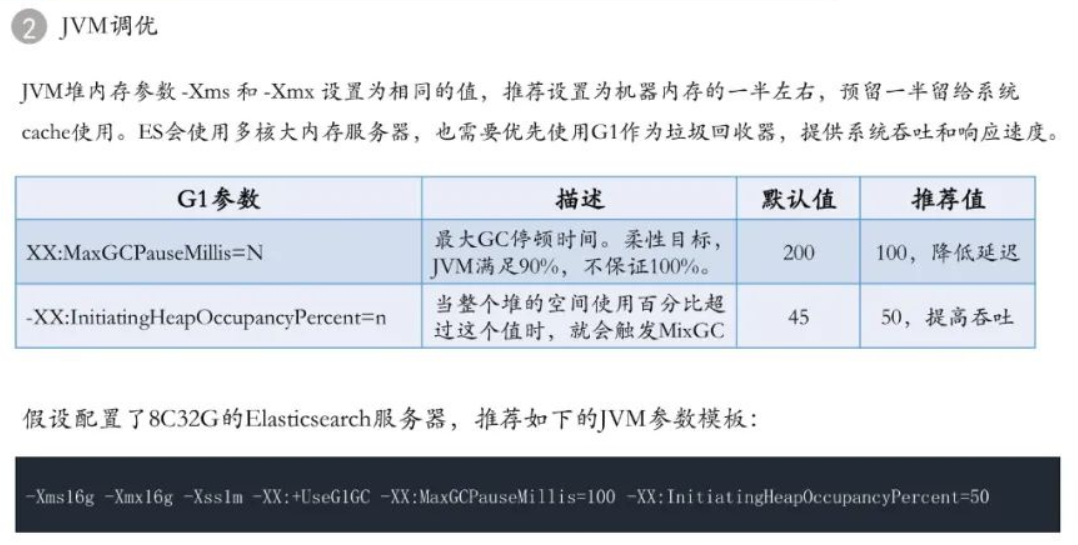 2 JVM调优
JVM堆内存参数 -Xms 和 -Xmx 设置为相同的值，推荐设置为机器内存的一半左右，预留一半留给系统
cache使用。ES会使用多核大内存服务器，也需要优先使用G1作为垃圾回收器，提供系统吞吐和响应速度。
G1参数 描述 默认值 推荐值
XX:MaxGCPauseMillis=N 最大GC停顿时间。柔性目标， 200 100，降低延迟
JVM满足90%，不保证100%。
-XX:InitiatingHeapOccupancyPercent=n 当整个堆的空间使用百分比超 45 50，提高吞吐
过这个值时，就会触发MixGC
假设配置了8C32G的Elasticsearch服务器，推荐如下的JVM参数模板：
-Xms16g -Xmx16g -Xss1m -XX:+UseG1GC -XX:MaxGCPauseMillis=100 -XX:InitiatingHeapOccupancyPercent=50